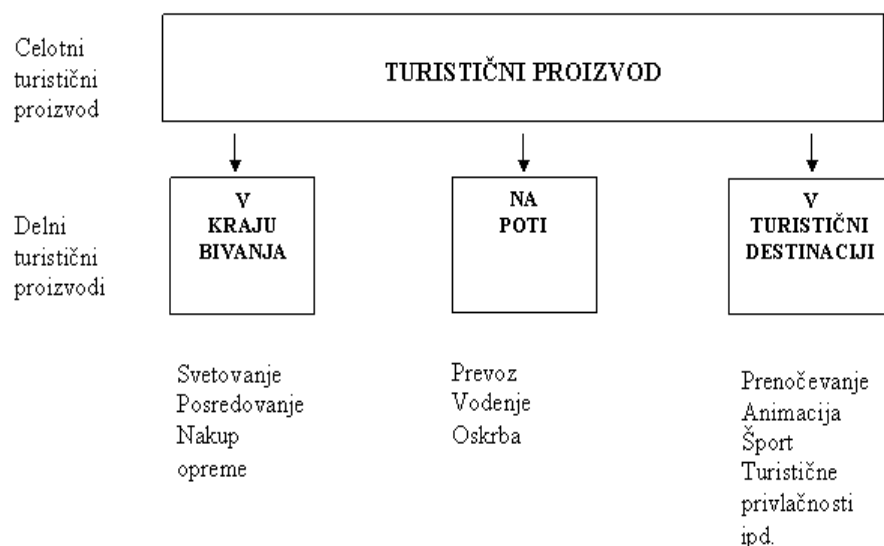 Celotni
turistični
proizvod
TURISTIČNI PROIZVOD
Delni
turistični
proizvodi
V
KRAJU
BIVANJA
NA
POTI
V
TURISTIČNI
DESTINACIJI
Svetovanje
Posredovanje
Nakup
opreme
Prevoz
Vodenje
Oskrba
Prenočevanje
Animacija
Šport
Turistične
privlačnosti
ipd.